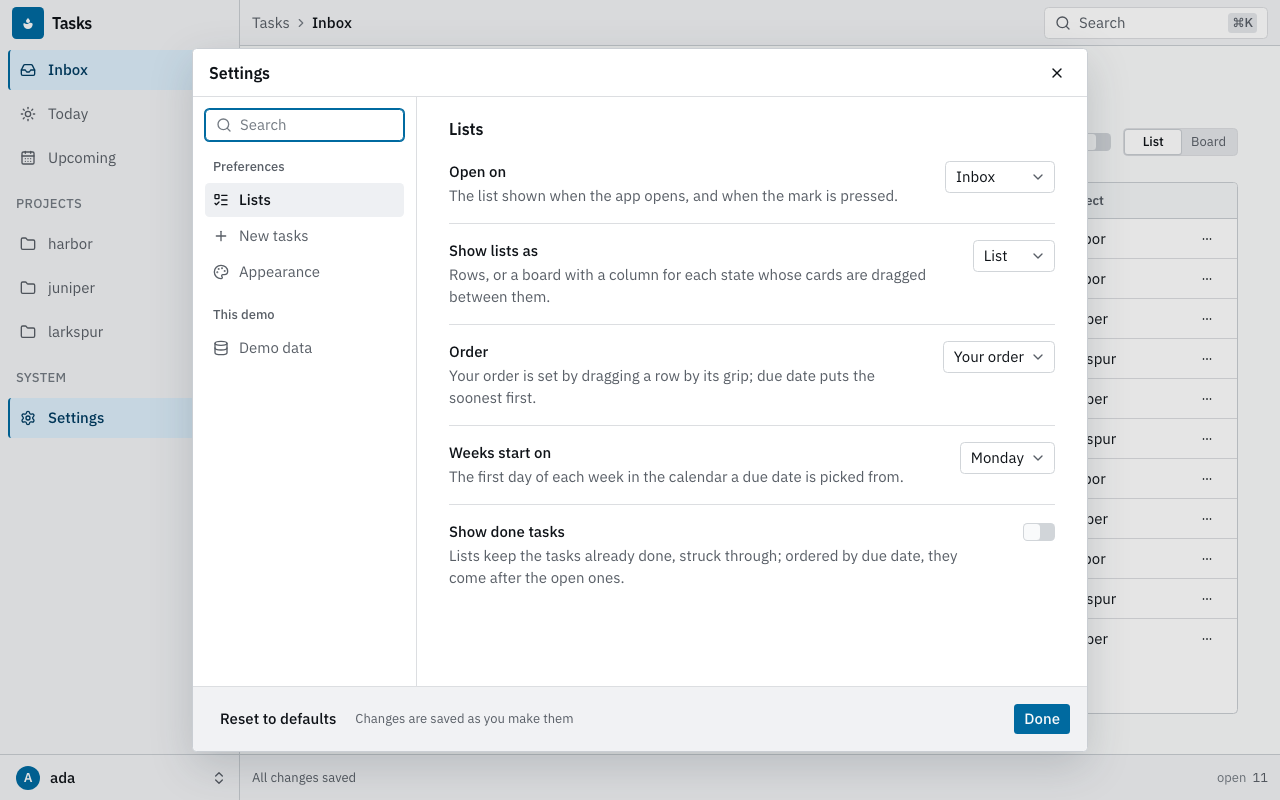 Tasks
Tasks > Inbox
Search ⌘K
Inbox
Today
Upcoming
PROJECTS
harbor
juniper
larkspur
SYSTEM
Settings
A ada
Settings
Search
Preferences
Lists
New tasks
Appearance
This demo
Demo data
Lists
Open on
The list shown when the app opens, and when the mark is pressed.
Inbox
Show lists as
Rows, or a board with a column for each state whose cards are dragged
between them.
List
Order
Your order is set by dragging a row by its grip; due date puts the
soonest first.
Your order
Weeks start on
The first day of each week in the calendar a due date is picked from.
Monday
Show done tasks
Lists keep the tasks already done, struck through; ordered by due date, they
come after the open ones.
Reset to defaults
Changes are saved as you make them
Done
List Board
All changes saved
open 11